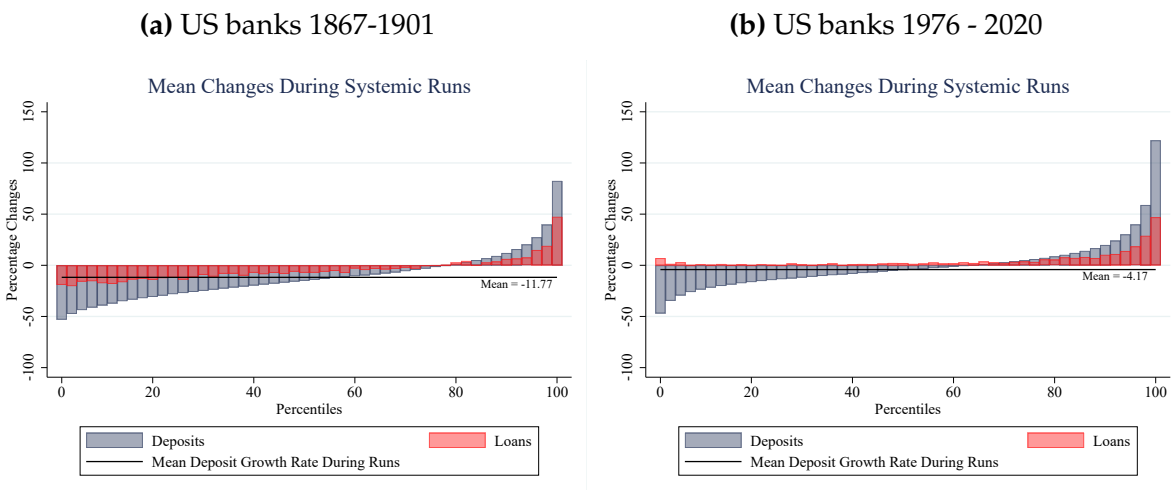 (a) US banks 1867-1901
Mean Changes During Systemic Runs
Percentage Changes
150
100
50
0
-50
-100
Mean = -11.77
0 20 40 60 80 100
Percentiles
Deposits Loans
Mean Deposit Growth Rate During Runs
(b) US banks 1976 - 2020
Mean Changes During Systemic Runs
Percentage Changes
150
100
50
0
-50
-100
Mean = -4.17
0 20 40 60 80 100
Percentiles
Deposits Loans
Mean Deposit Growth Rate During Runs